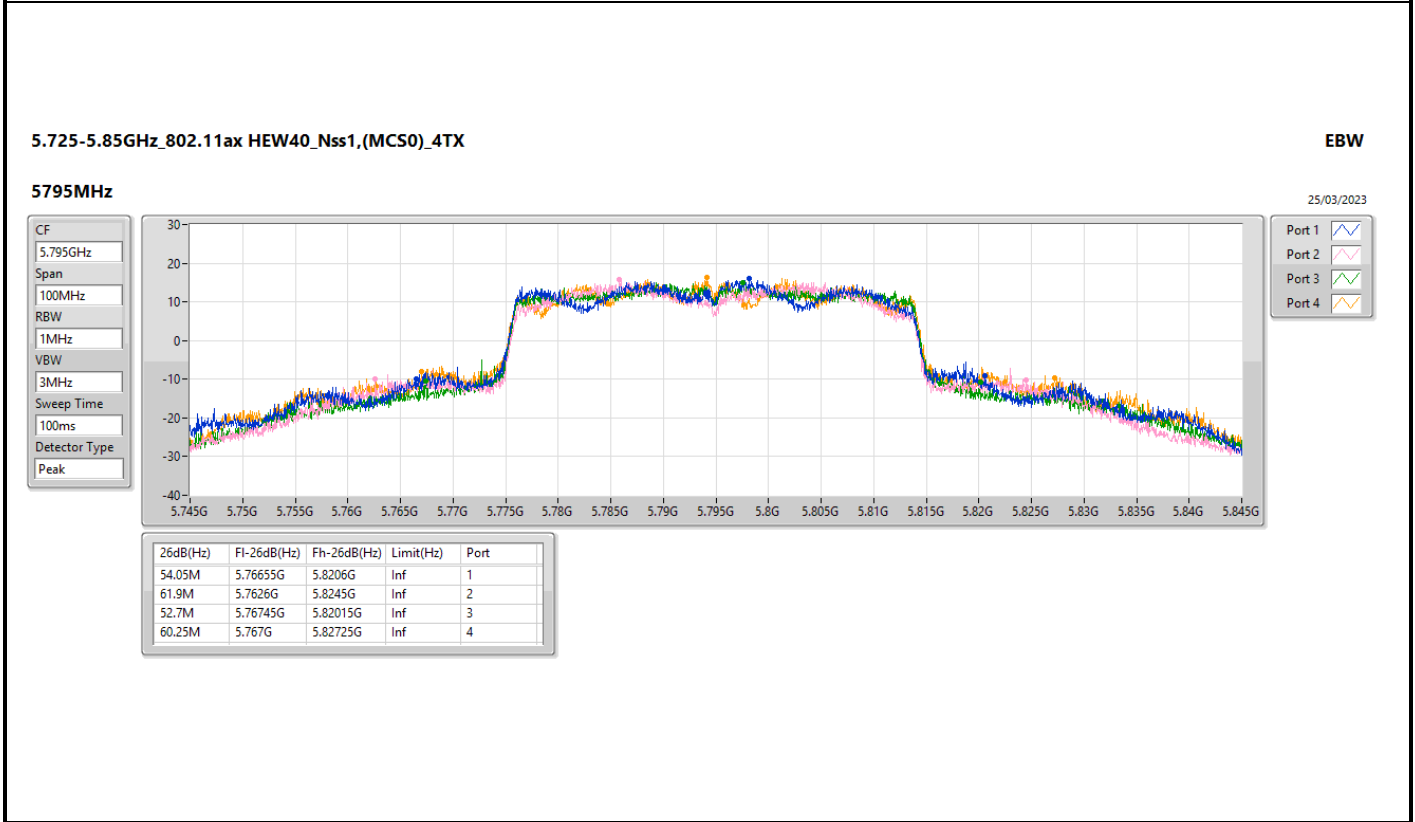 5.725-5.85GHz_802.11ax HEW40_Nss1,(MCS0)_4TX
EBW
5795MHz
25/03/2023
CF
5.795GHz
Span
100MHz
RBW
1MHz
VBW
3MHz
Sweep Time
100ms
Detector Type
Peak
30
20
10
0
-10
-20
-30
-40
5.745G 5.75G 5.755G 5.76G 5.765G 5.77G 5.775G 5.78G 5.785G 5.79G 5.795G 5.8G 5.805G 5.81G 5.815G 5.82G 5.825G 5.83G 5.835G 5.84G 5.845G
Port 1
Port 2
Port 3
Port 4
26dB(Hz) Fl-26dB(Hz) Fh-26dB(Hz) Limit(Hz) Port
54.05M 5.76655G 5.8206G Inf 1
61.9M 5.7626G 5.8245G Inf 2
52.7M 5.76745G 5.82015G Inf 3
60.25M 5.767G 5.82725G Inf 4